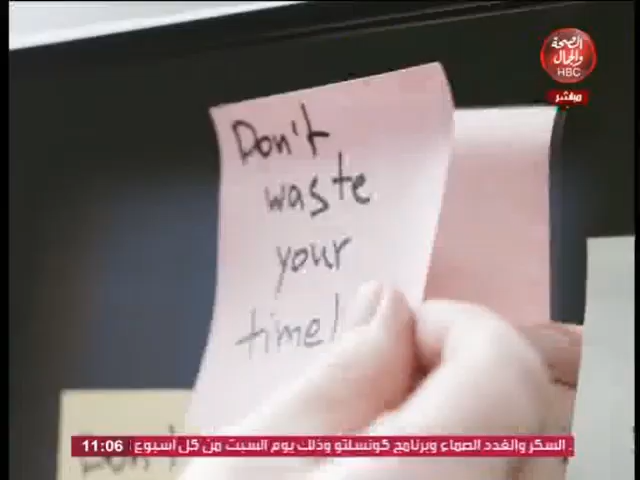 الصحة
والجمال
HBC
مباشر
Don't
waste
your
time!
السكر والغدد الصماء وبرنامج كونسلتو وذلك يوم السبت من كل أسبوع
11:06